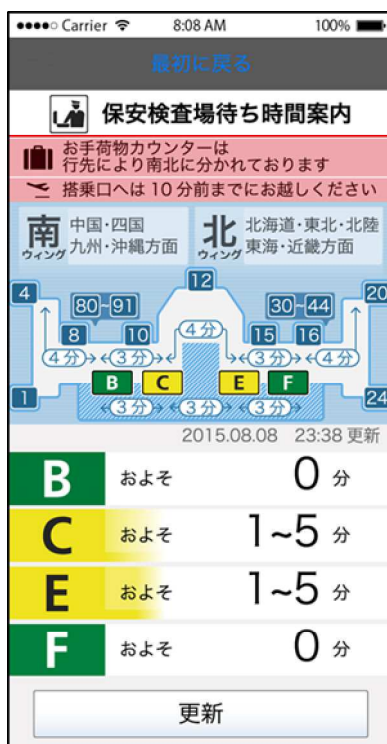 Carrier 8:08 AM 100%
最初に戻る
保安検査場待ち時間案内
お手荷物カウンターは
行先により南北に分かれております
搭乗口へは10分前までにお越しください
南 中国・四国
ウィング 九州・沖縄方面
北 北海道・東北・北陸
ウィング 東海・近畿方面
12
4 80~91 30~44 20
8 10 4分 15 16
4分 3分 3分 4分
B C E F
1 3分 3分 3分 24
2015.08.08 23:38 更新
B およそ 0 分
C およそ 1~5 分
E およそ 1~5 分
F およそ 0 分
更新